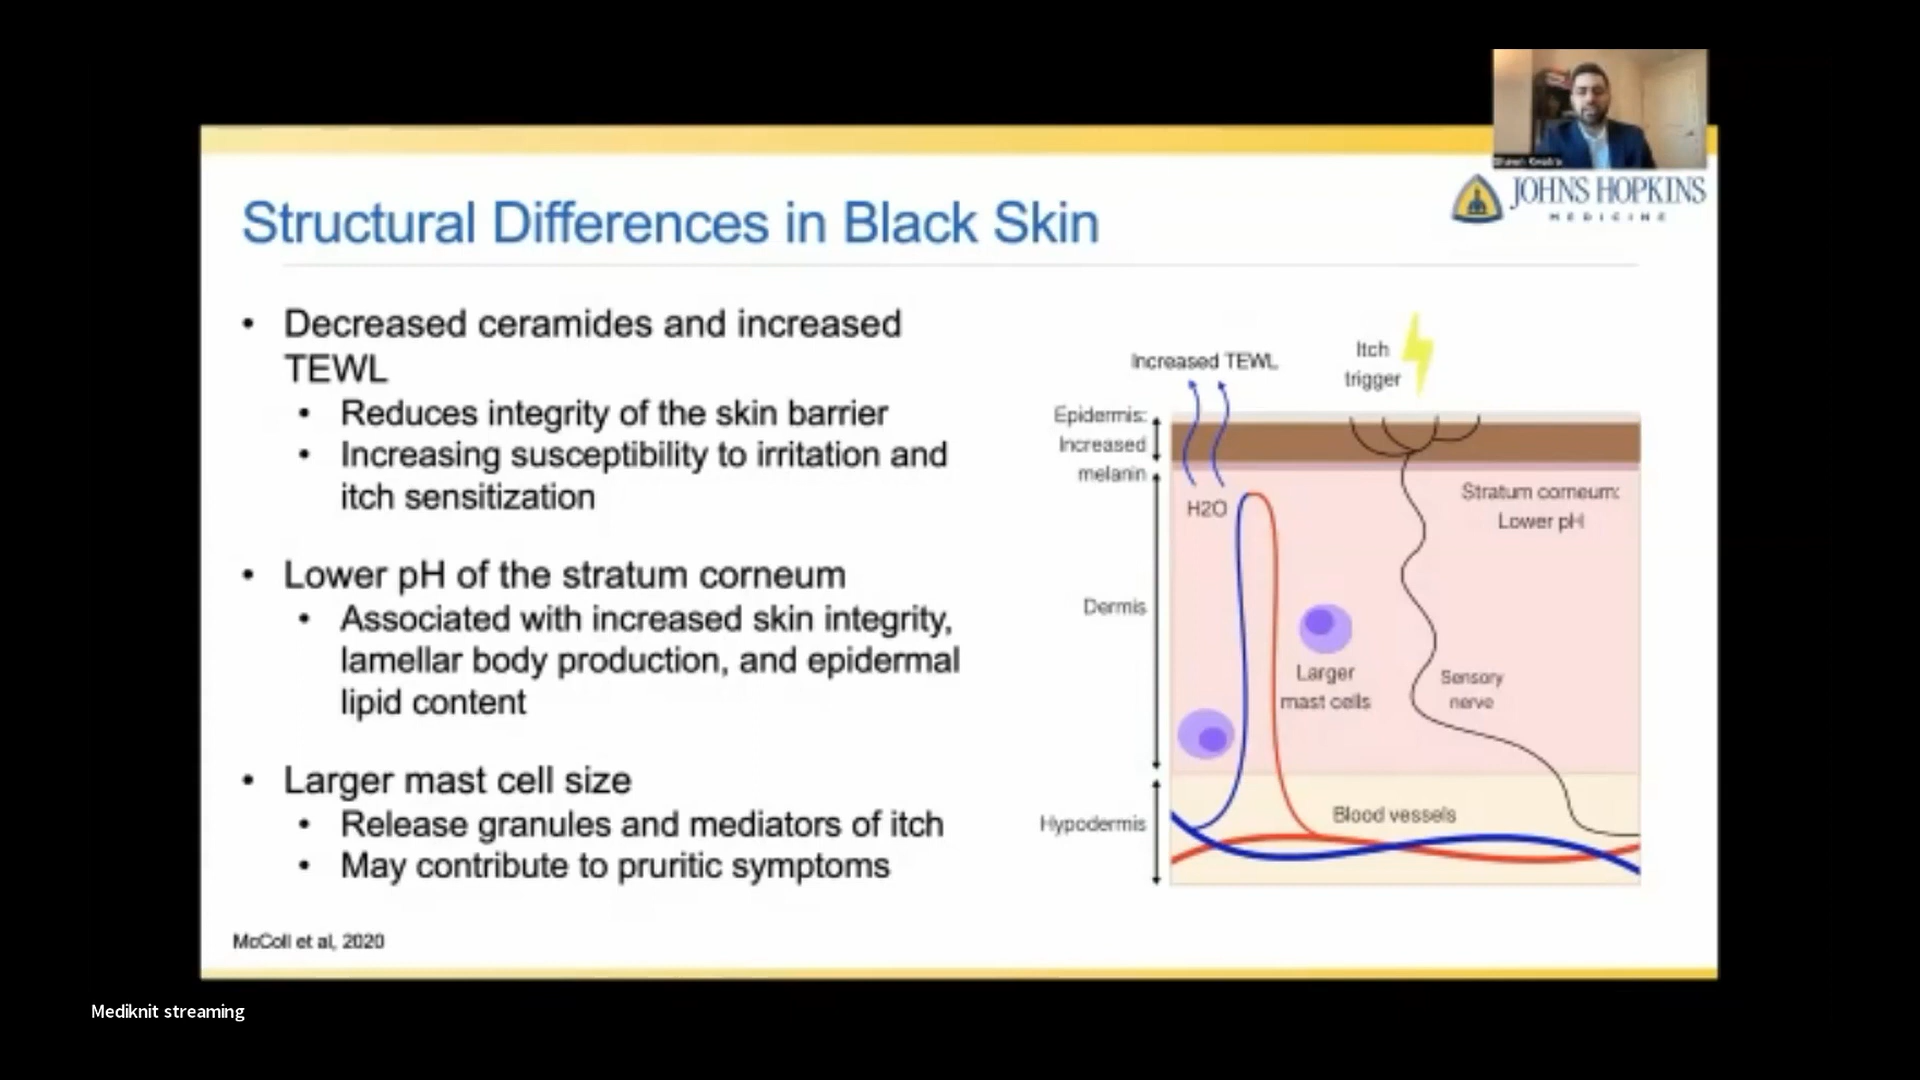 JOHNS HOPKINS
MEDICINE
Structural Differences in Black Skin
• Decreased ceramides and increased
TEWL
• Reduces integrity of the skin barrier
• Increasing susceptibility to irritation and
itch sensitization
• Lower pH of the stratum corneum
• Associated with increased skin integrity,
lamellar body production, and epidermal
lipid content
• Larger mast cell size
• Release granules and mediators of itch
• May contribute to pruritic symptoms
McColl et al, 2020
Increased TEWL
Itch
trigger
Epidermis:
Increased
melanin
H2O
Stratum corneum:
Lower pH
Dermis
Larger
mast cells
Sensory
nerve
Blood vessels
Hypodermis
Mediknit streaming